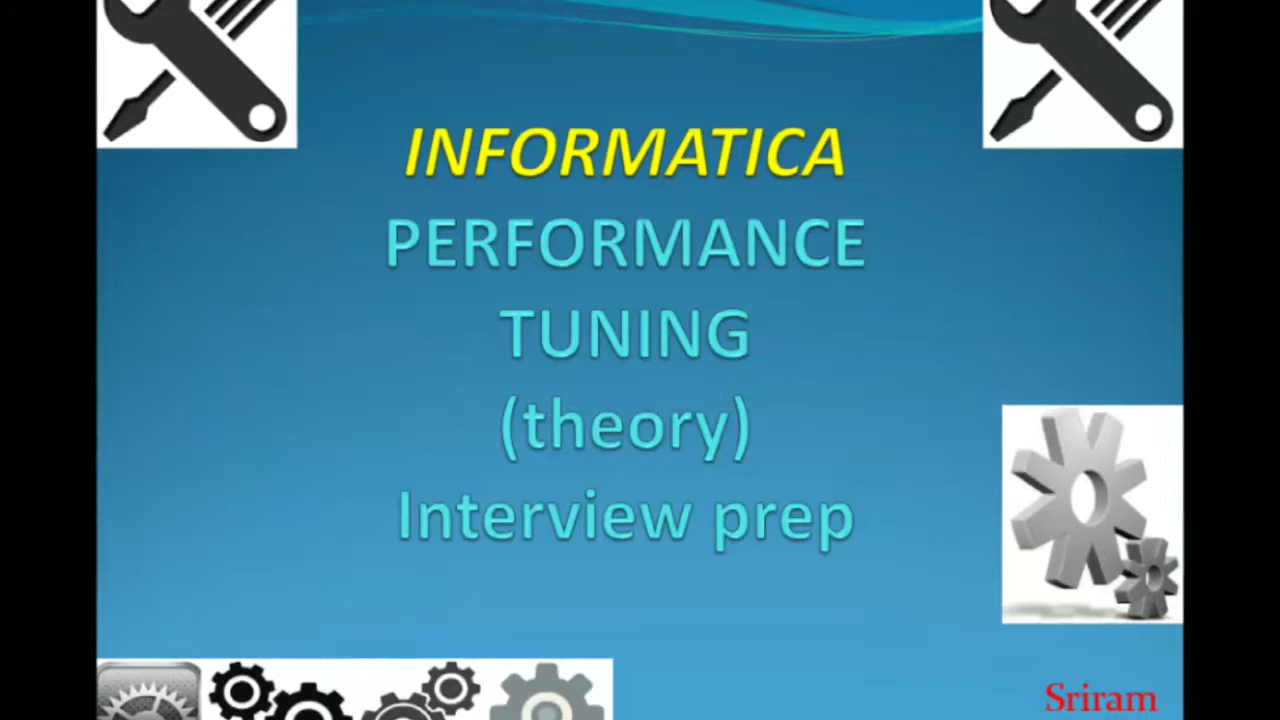 INFORMATICA
PERFORMANCE
TUNING
(theory)
Interview prep
Sriram